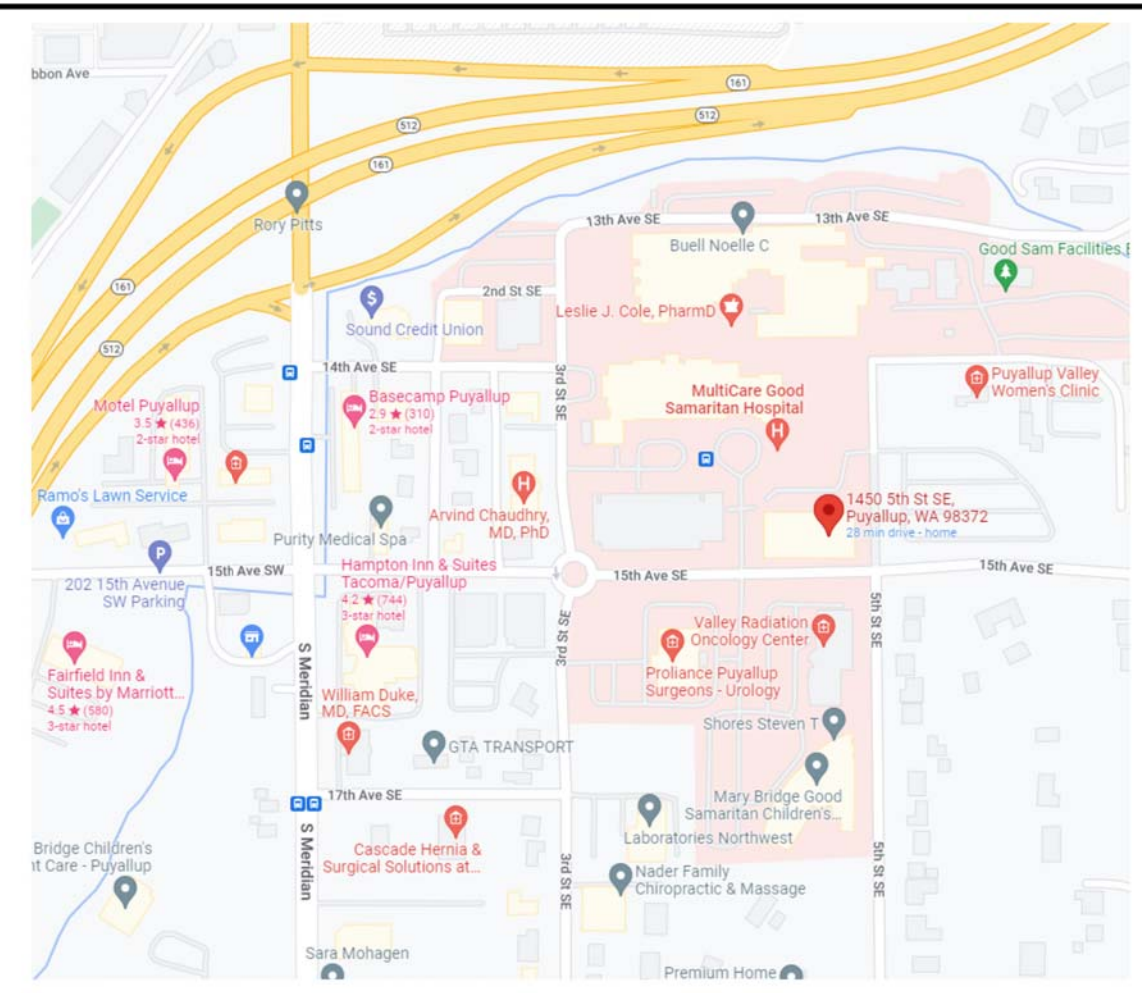 bbon Ave
161
512
512
161
Rory Pitts
13th Ave SE
13th Ave SE
Buell Noelle C
Good Sam Facilities
161
2nd St SE
Leslie J. Cole, PharmD
Sound Credit Union
512
14th Ave SE
3rd St SE
Puyallup Valley
Women's Clinic
MultiCare Good
Samaritan Hospital
H
Basecamp Puyallup
2.9 ★ (310)
2-star hotel
Motel Puyallup
3.5 ★ (436)
2-star hotel
Ramo's Lawn Service
H
Arvind Chaudhry,
MD, PhD
1450 5th St SE,
Puyallup, WA 98372
28 min drive - home
Purity Medical Spa
P
202 15th Avenue
SW Parking
15th Ave SW
Hampton Inn & Suites
Tacoma/Puyallup
4.2 ★ (744)
3-star hotel
15th Ave SE
15th Ave SE
5th St SE
3rd St SE
Valley Radiation
Oncology Center
Proliance Puyallup
Surgeons - Urology
Fairfield Inn &
Suites by Marriott...
4.5 ★ (580)
3-star hotel
S Meridian
William Duke,
MD, FACS
Shores Steven T
GTA TRANSPORT
Mary Bridge Good
Samaritan Children's...
17th Ave SE
Laboratories Northwest
Cascade Hernia &
Surgical Solutions at...
S Meridian
3rd St SE
5th St SE
Bridge Children's
nt Care - Puyallup
Nader Family
Chiropractic & Massage
Sara Mohagen
Premium Home